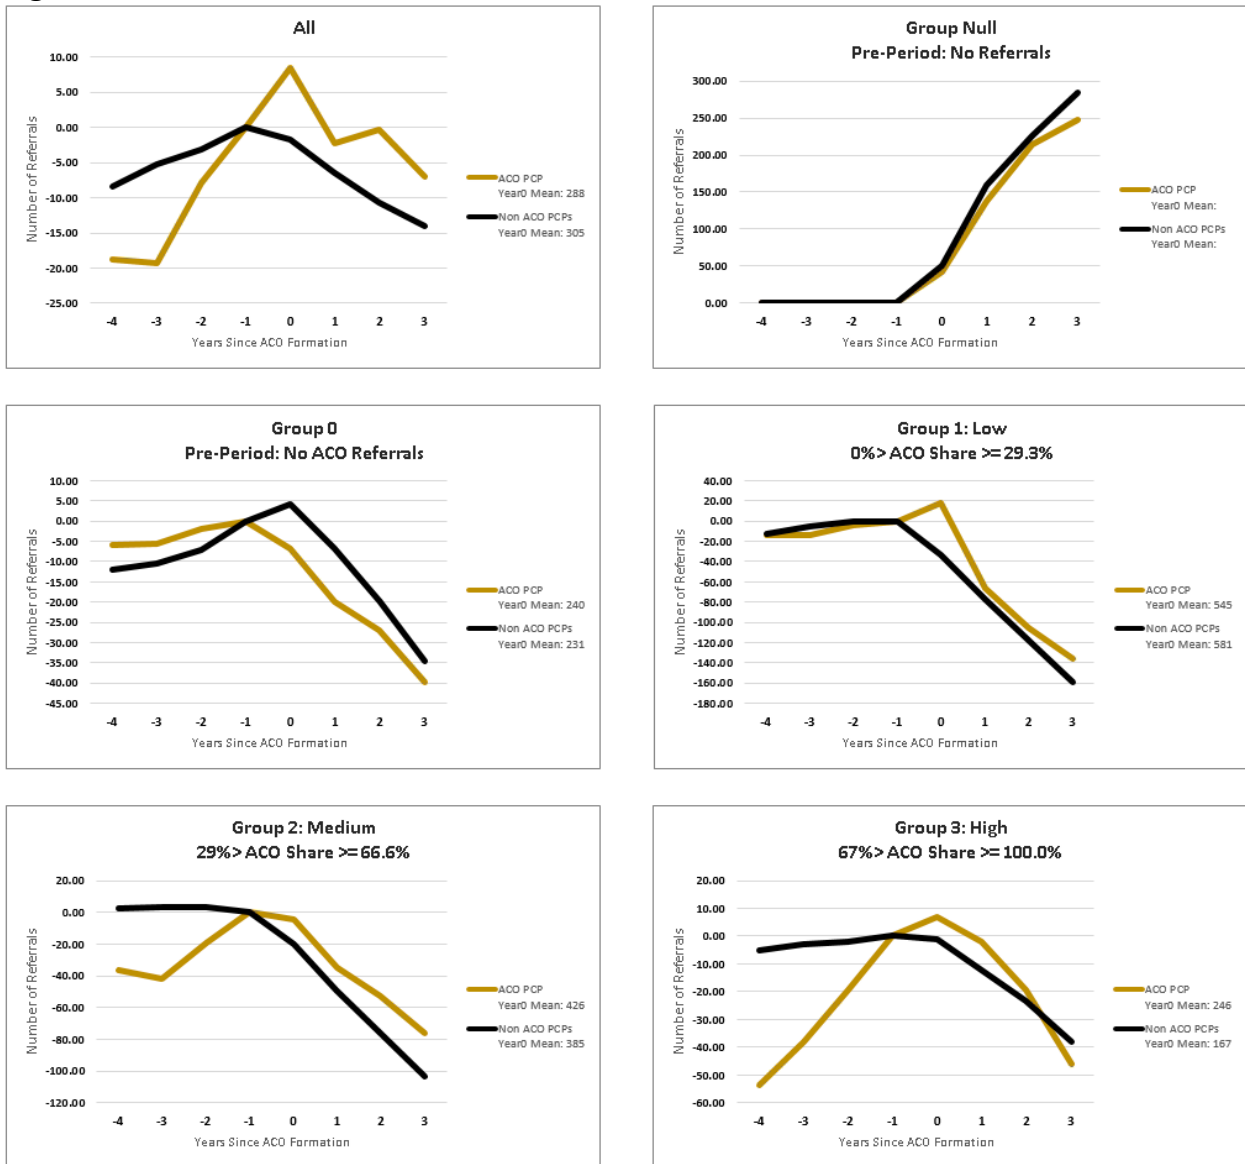 All
10.00
5.00
0.00
-5.00
-10.00
-15.00
-20.00
-25.00
Number of Referrals
-4 -3 -2 -1 0 1 2 3
Years Since ACO Formation
ACO PCP
Year0 Mean: 288
Non ACO PCPs
Year0 Mean: 305
Group Null
Pre-Period: No Referrals
300.00
250.00
200.00
150.00
100.00
50.00
0.00
Number of Referrals
-4 -3 -2 -1 0 1 2 3
Years Since ACO Formation
ACO PCP
Year0 Mean:
Non ACO PCPs
Year0 Mean:
Group 0
Pre-Period: No ACO Referrals
10.00
5.00
0.00
-5.00
-10.00
-15.00
-20.00
-25.00
-30.00
-35.00
-40.00
-45.00
Number of Referrals
-4 -3 -2 -1 0 1 2 3
Years Since ACO Formation
ACO PCP
Year0 Mean: 240
Non ACO PCPs
Year0 Mean: 231
Group 1: Low
0%> ACO Share >= 29.3%
40.00
20.00
0.00
-20.00
-40.00
-60.00
-80.00
-100.00
-120.00
-140.00
-160.00
-180.00
Number of Referrals
-4 -3 -2 -1 0 1 2 3
Years Since ACO Formation
ACO PCP
Year0 Mean: 545
Non ACO PCPs
Year0 Mean: 581
Group 2: Medium
29%> ACO Share >= 66.6%
20.00
0.00
-20.00
-40.00
-60.00
-80.00
-100.00
-120.00
Number of Referrals
-4 -3 -2 -1 0 1 2 3
Years Since ACO Formation
ACO PCP
Year0 Mean: 426
Non ACO PCPs
Year0 Mean: 385
Group 3: High
67%> ACO Share >= 100.0%
20.00
10.00
0.00
-10.00
-20.00
-30.00
-40.00
-50.00
-60.00
Number of Referrals
-4 -3 -2 -1 0 1 2 3
Years Since ACO Formation
ACO PCP
Year0 Mean: 246
Non ACO PCPs
Year0 Mean: 167